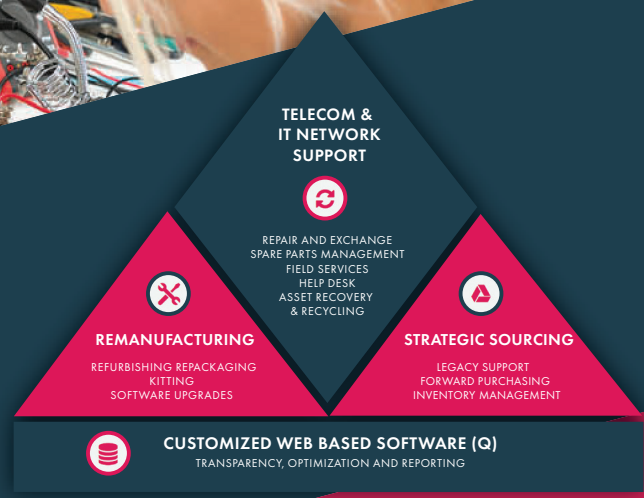 TELECOM &
IT NETWORK
SUPPORT
REPAIR AND EXCHANGE
SPARE PARTS MANAGEMENT
FIELD SERVICES
HELP DESK
ASSET RECOVERY
& RECYCLING
REMANUFACTURING
REFURBISHING REPACKAGING
KITTING
SOFTWARE UPGRADES
STRATEGIC SOURCING
LEGACY SUPPORT
FORWARD PURCHASING
INVENTORY MANAGEMENT
CUSTOMIZED WEB BASED SOFTWARE (Q)
TRANSPARENCY, OPTIMIZATION AND REPORTING